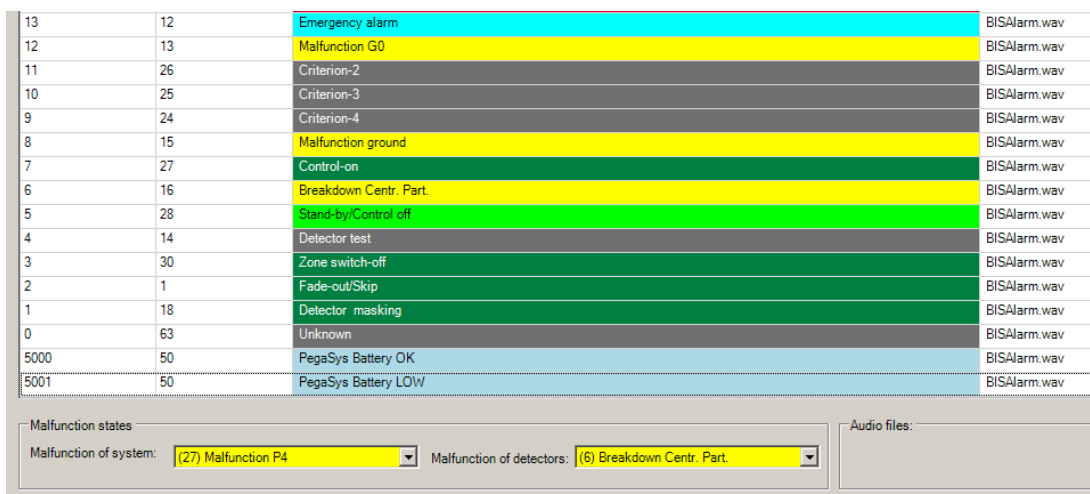 13 12 Emergency alarm BISAlarm.wav
12 13 Malfunction G0 BISAlarm.wav
11 26 Criterion-2 BISAlarm.wav
10 25 Criterion-3 BISAlarm.wav
9 24 Criterion-4 BISAlarm.wav
8 15 Malfunction ground BISAlarm.wav
7 27 Control-on BISAlarm.wav
6 16 Breakdown Centr. Part. BISAlarm.wav
5 28 Stand-by/Control off BISAlarm.wav
4 14 Detector test BISAlarm.wav
3 30 Zone switch-off BISAlarm.wav
2 1 Fade-out/Skip BISAlarm.wav
1 18 Detector masking BISAlarm.wav
0 63 Unknown BISAlarm.wav
5000 50 PegaSys Battery OK BISAlarm.wav
5001 50 PegaSys Battery LOW BISAlarm.wav
Malfunction states Audio files:
Malfunction of system: (27) Malfunction P4 Malfunction of detectors: (6) Breakdown Centr. Part.